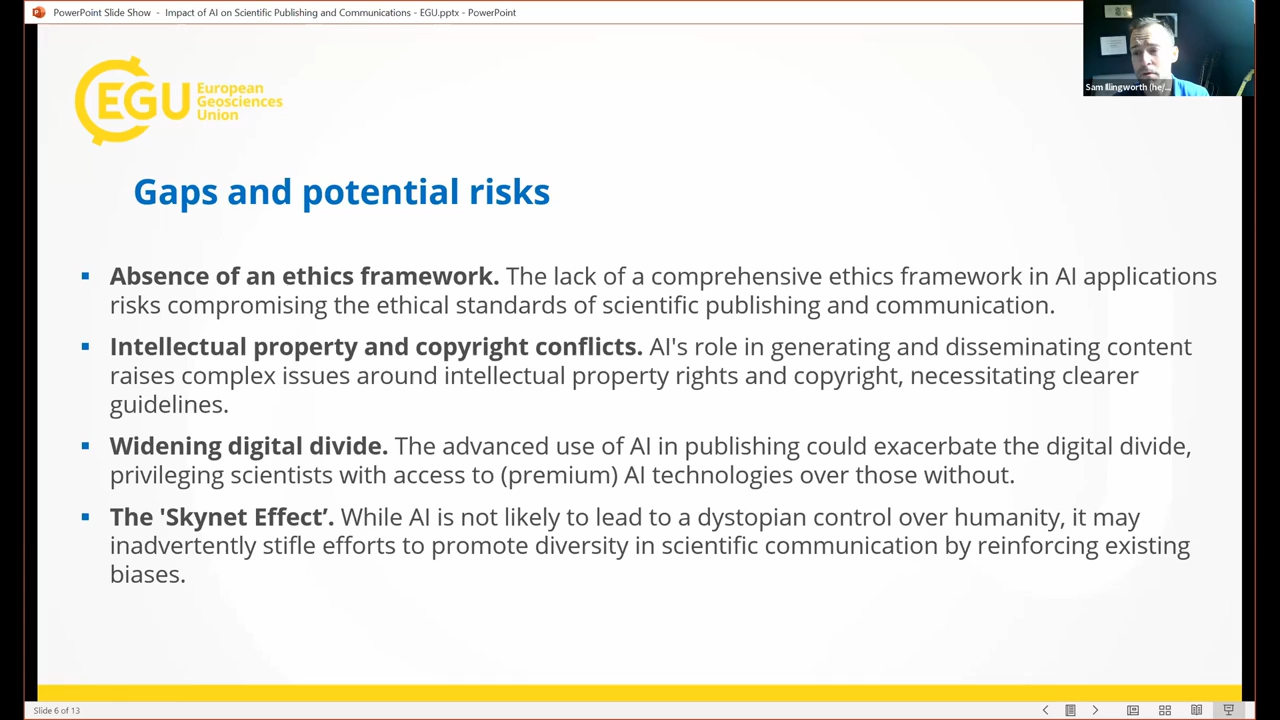 PowerPoint Slide Show - Impact of AI on Scientific Publishing and Communications - EGU.pptx - PowerPoint
Sam Illingworth (he/...
EGU
European
Geosciences
Union
Gaps and potential risks
▪ Absence of an ethics framework. The lack of a comprehensive ethics framework in AI applications
risks compromising the ethical standards of scientific publishing and communication.
▪ Intellectual property and copyright conflicts. AI's role in generating and disseminating content
raises complex issues around intellectual property rights and copyright, necessitating clearer
guidelines.
▪ Widening digital divide. The advanced use of AI in publishing could exacerbate the digital divide,
privileging scientists with access to (premium) AI technologies over those without.
▪ The 'Skynet Effect’. While AI is not likely to lead to a dystopian control over humanity, it may
inadvertently stifle efforts to promote diversity in scientific communication by reinforcing existing
biases.
Slide 6 of 13